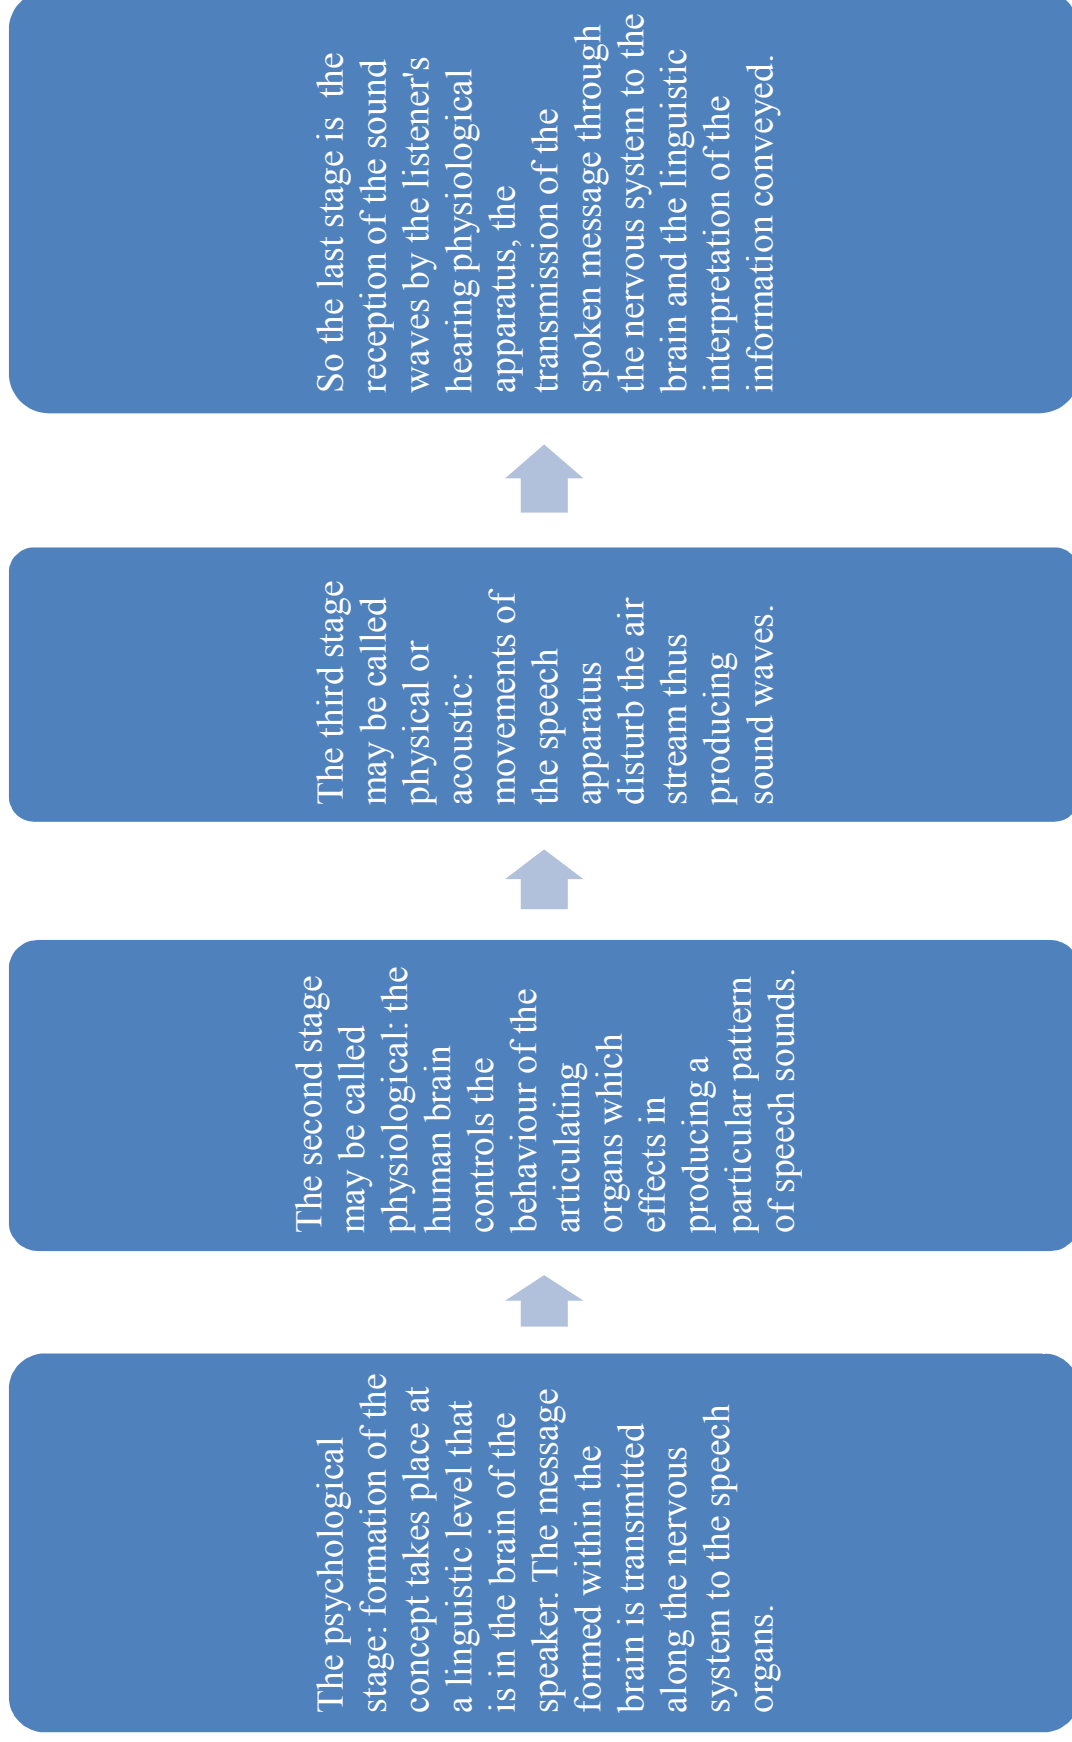 The psychological
stage: formation of the
concept takes place at
a linguistic level that
is in the brain of the
speaker. The message
formed within the
brain is transmitted
along the nervous
system to the speech
organs.
The second stage
may be called
physiological: the
human brain
controls the
behaviour of the
articulating
organs which
effects in
producing a
particular pattern
of speech sounds.
The third stage
may be called
physical or
acoustic:
movements of
the speech
apparatus
disturb the air
stream thus
producing
sound waves.
So the last stage is  the
reception of the sound
waves by the listener's
hearing physiological
apparatus, the
transmission of the
spoken message through
the nervous system to the
brain and the linguistic
interpretation of the
information conveyed.